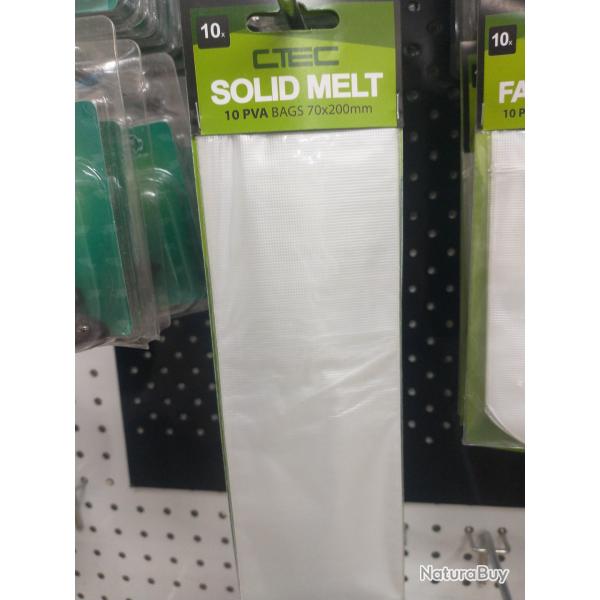 10x
CTEC
SOLID MELT
10 PVA BAGS 70x200mm
10x
FA
10 P
NaturaBuy